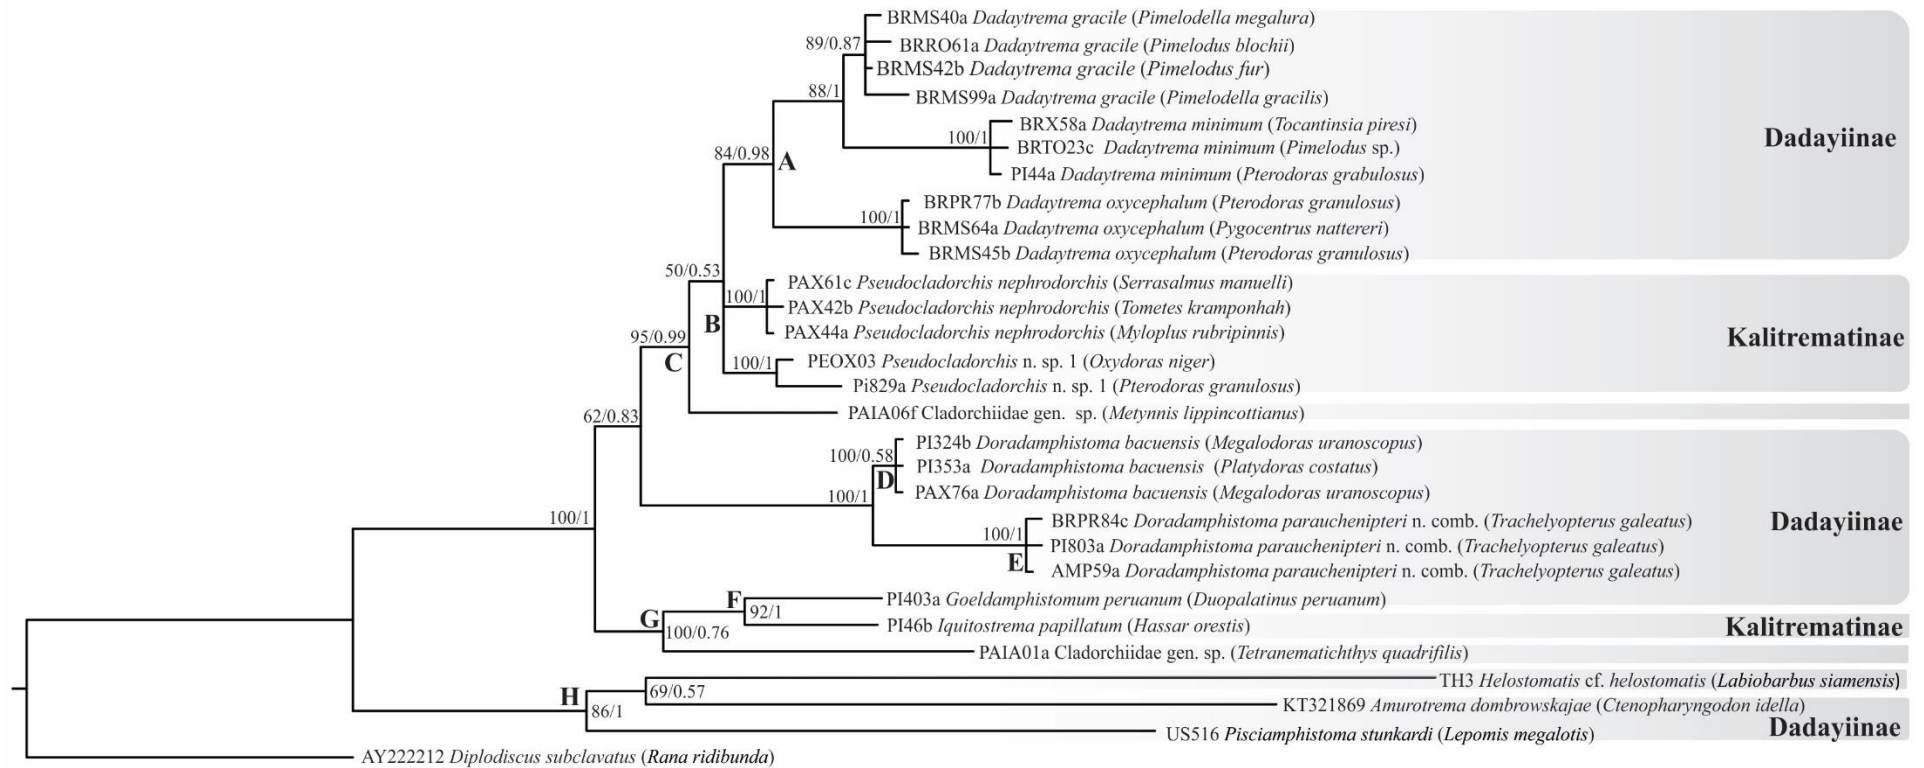 BRMS40a Dadaytrema gracile (Pimelodella megalura)
89/0.87
BRRO61a Dadaytrema gracile (Pimelodus blochii)
BRMS42b Dadaytrema gracile (Pimelodus fur)
88/1
BRMS99a Dadaytrema gracile (Pimelodella gracilis)
BRX58a Dadaytrema minimum (Tocantinsia piresi)
100/1
BRTO23c Dadaytrema minimum (Pimelodus sp.)
Dadayiinae
84/0.98
A
PI44a Dadaytrema minimum (Pterodoras grabulosus)
BRPR77b Dadaytrema oxycephalum (Pterodoras granulosus)
100/1
BRMS64a Dadaytrema oxycephalum (Pygocentrus nattereri)
BRMS45b Dadaytrema oxycephalum (Pterodoras granulosus)
50/0.53
PAX61c Pseudocladorchis nephrodorchis (Serrasalmus manuelli)
100/1
PAX42b Pseudocladorchis nephrodorchis (Tometes kramponhah)
B
PAX44a Pseudocladorchis nephrodorchis (Myloplus rubripinnis)
Kalitrematinae
95/0.99
C
100/1
PEOX03 Pseudocladorchis n. sp. 1 (Oxydoras niger)
Pi829a Pseudocladorchis n. sp. 1 (Pterodoras granulosus)
62/0.83
PAIA06f Cladorchiidae gen. sp. (Metynnis lippincottianus)
PI324b Doradamphistoma bacuensis (Megalodoras uranoscopus)
100/0.58
PI353a Doradamphistoma bacuensis (Platydoras costatus)
D
PAX76a Doradamphistoma bacuensis (Megalodoras uranoscopus)
100/1
BRPR84c Doradamphistoma parauchenipteri n. comb. (Trachelyopterus galeatus)
Dadayiinae
100/1
100/1
PI803a Doradamphistoma parauchenipteri n. comb. (Trachelyopterus galeatus)
E
AMP59a Doradamphistoma parauchenipteri n. comb. (Trachelyopterus galeatus)
F
PI403a Goeldamphistomum peruanum (Duopalatinus peruanum)
92/1
G
PI46b Iquitostrema papillatum (Hassar orestis)
Kalitrematinae
100/0.76
PAIA01a Cladorchiidae gen. sp. (Tetranematichthys quadrifilis)
TH3 Helostomatis cf. helostomatis (Labiobarbus siamensis)
69/0.57
H
KT321869 Amurotrema dombrowskajae (Ctenopharyngodon idella)
86/1
Dadayiinae
US516 Pisciamphistoma stunkardi (Lepomis megalotis)
AY222212 Diplodiscus subclavatus (Rana ridibunda)